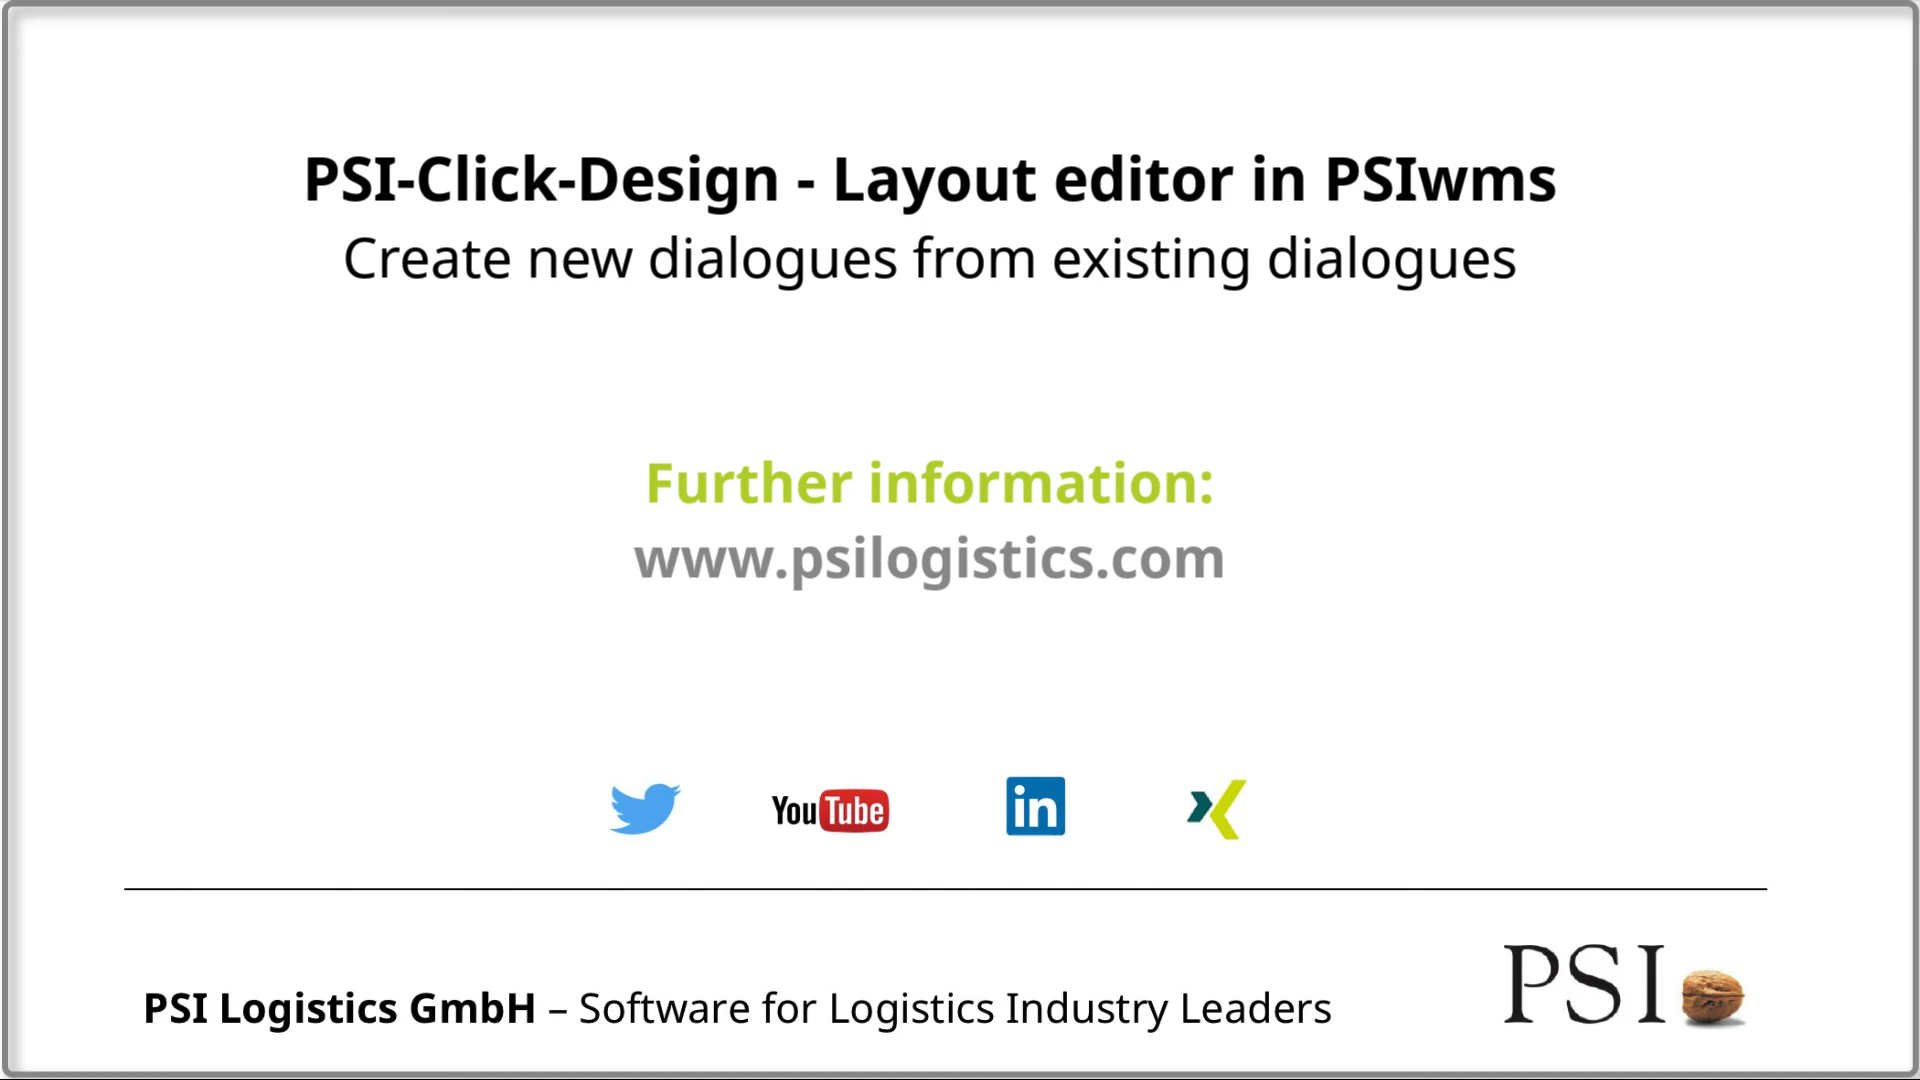 PSI-Click-Design - Layout editor in PSIwms
Create new dialogues from existing dialogues
Further information:
www.psilogistics.com
YouTube in
PSI Logistics GmbH – Software for Logistics Industry Leaders
PSI